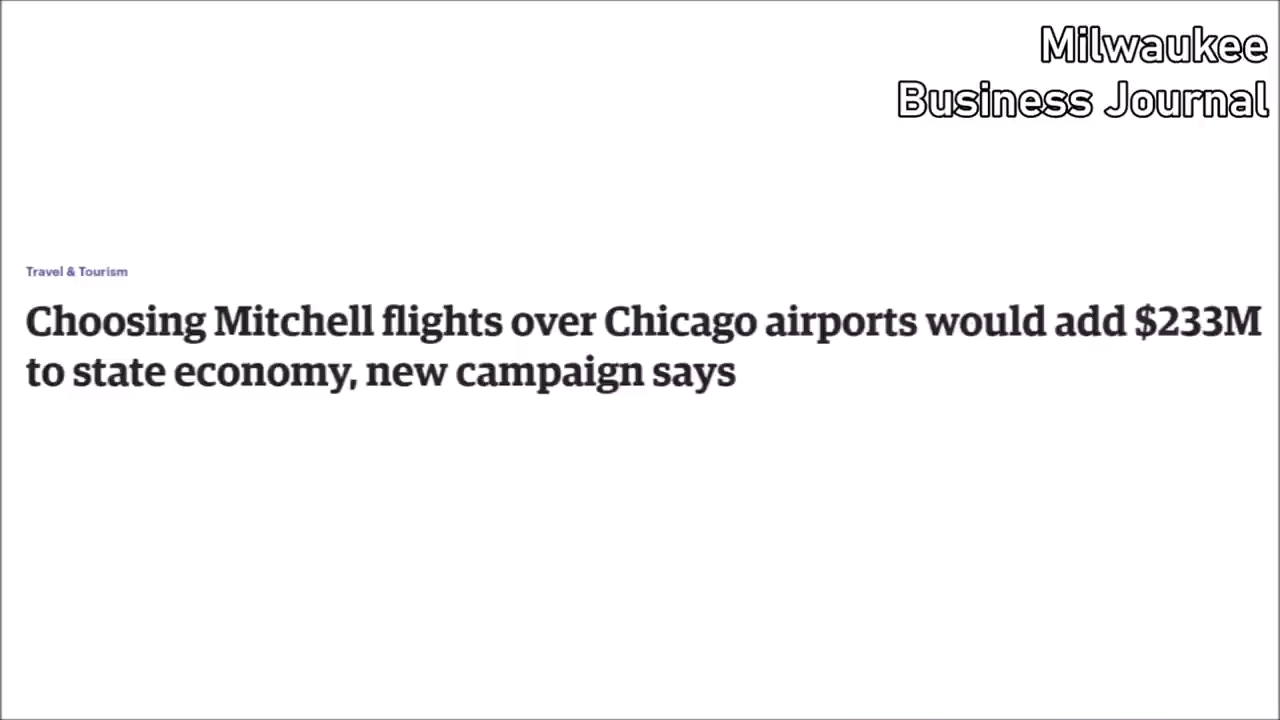 Milwaukee
Business Journal
Travel & Tourism
Choosing Mitchell flights over Chicago airports would add $233M
to state economy, new campaign says